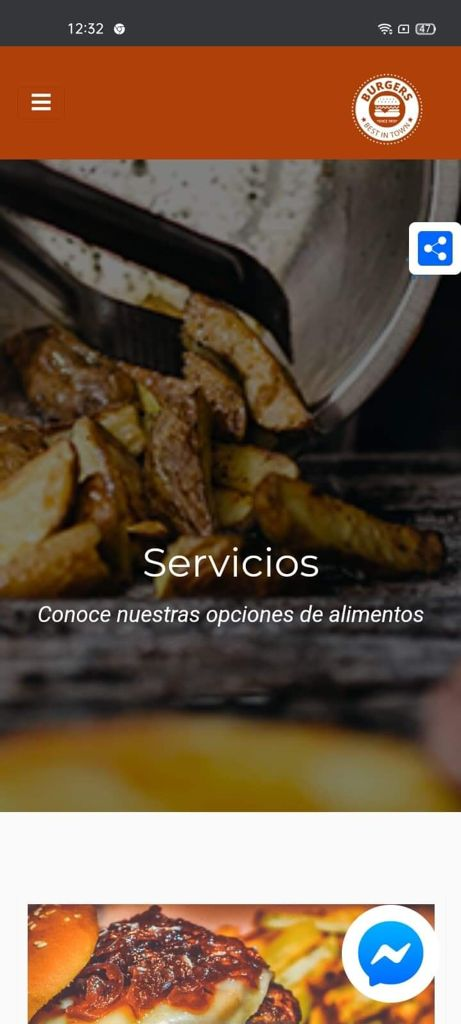 12:32
47
BURGERS
BEST IN TOWN
Servicios
Conoce nuestras opciones de alimentos